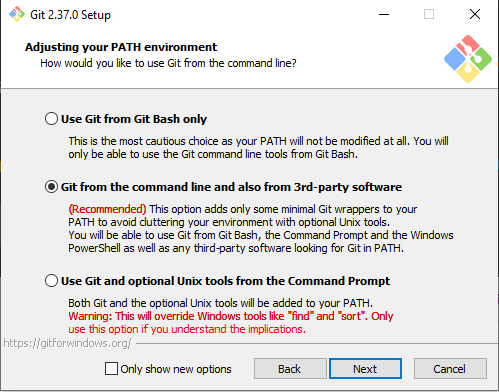 Git 2.37.0 Setup
Adjusting your PATH environment
How would you like to use Git from the command line?
Use Git from Git Bash only
This is the most cautious choice as your PATH will not be modified at all. You will
only be able to use the Git command line tools from Git Bash.
Git from the command line and also from 3rd-party software
(Recommended) This option adds only some minimal Git wrappers to your
PATH to avoid cluttering your environment with optional Unix tools.
You will be able to use Git from Git Bash, the Command Prompt and the Windows
PowerShell as well as any third-party software looking for Git in PATH.
Use Git and optional Unix tools from the Command Prompt
Both Git and the optional Unix tools will be added to your PATH.
Warning: This will override Windows tools like "find" and "sort". Only
use this option if you understand the implications.
https://gitforwindows.org/
Only show new options
Back
Next
Cancel